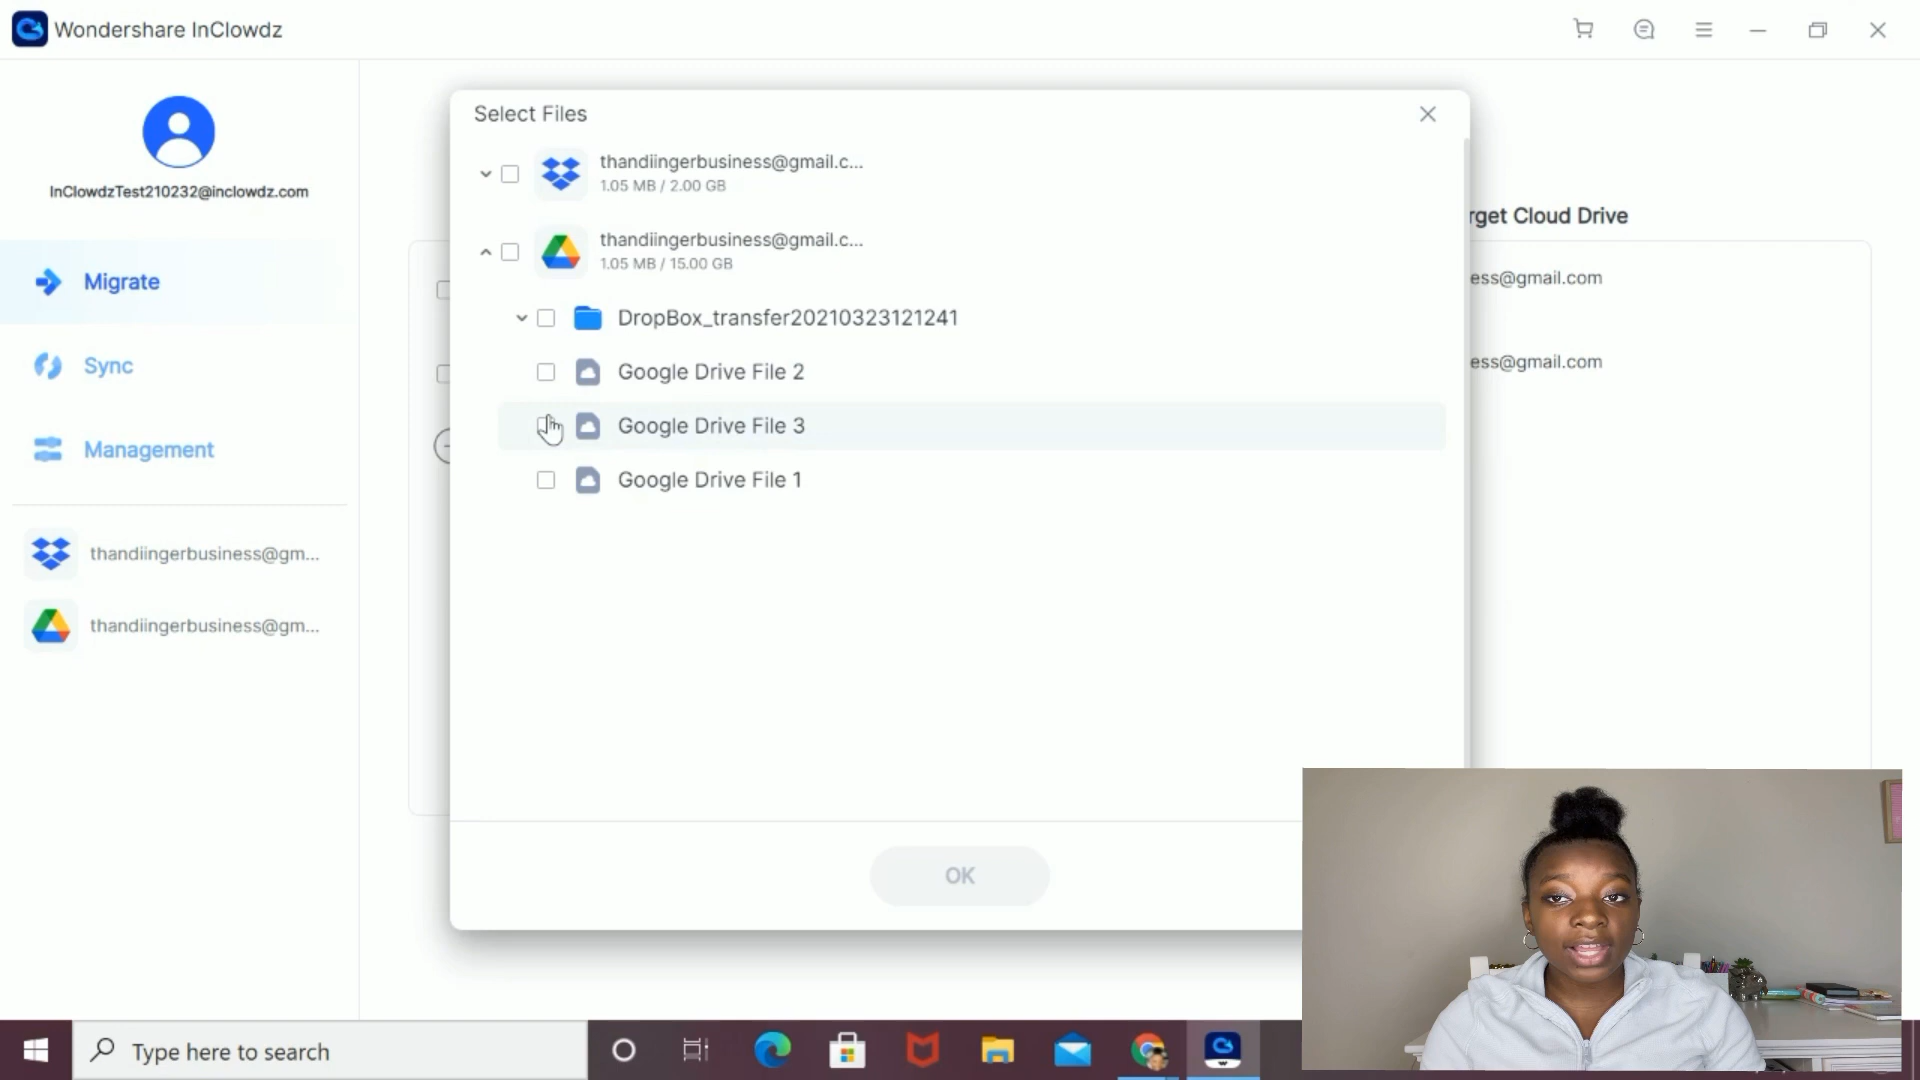 Wondershare InClowdz
InClowdzTest210232@inclowdz.com
Migrate
Sync
Management
thandiingerbusiness@gm...
thandiingerbusiness@gm...
Select Files
thandiingerbusiness@gmail.c...
1.05 MB / 2.00 GB
thandiingerbusiness@gmail.c...
1.05 MB / 15.00 GB
DropBox_transfer20210323121241
Google Drive File 2
Google Drive File 3
Google Drive File 1
OK
rget Cloud Drive
ess@gmail.com
ess@gmail.com
Type here to search